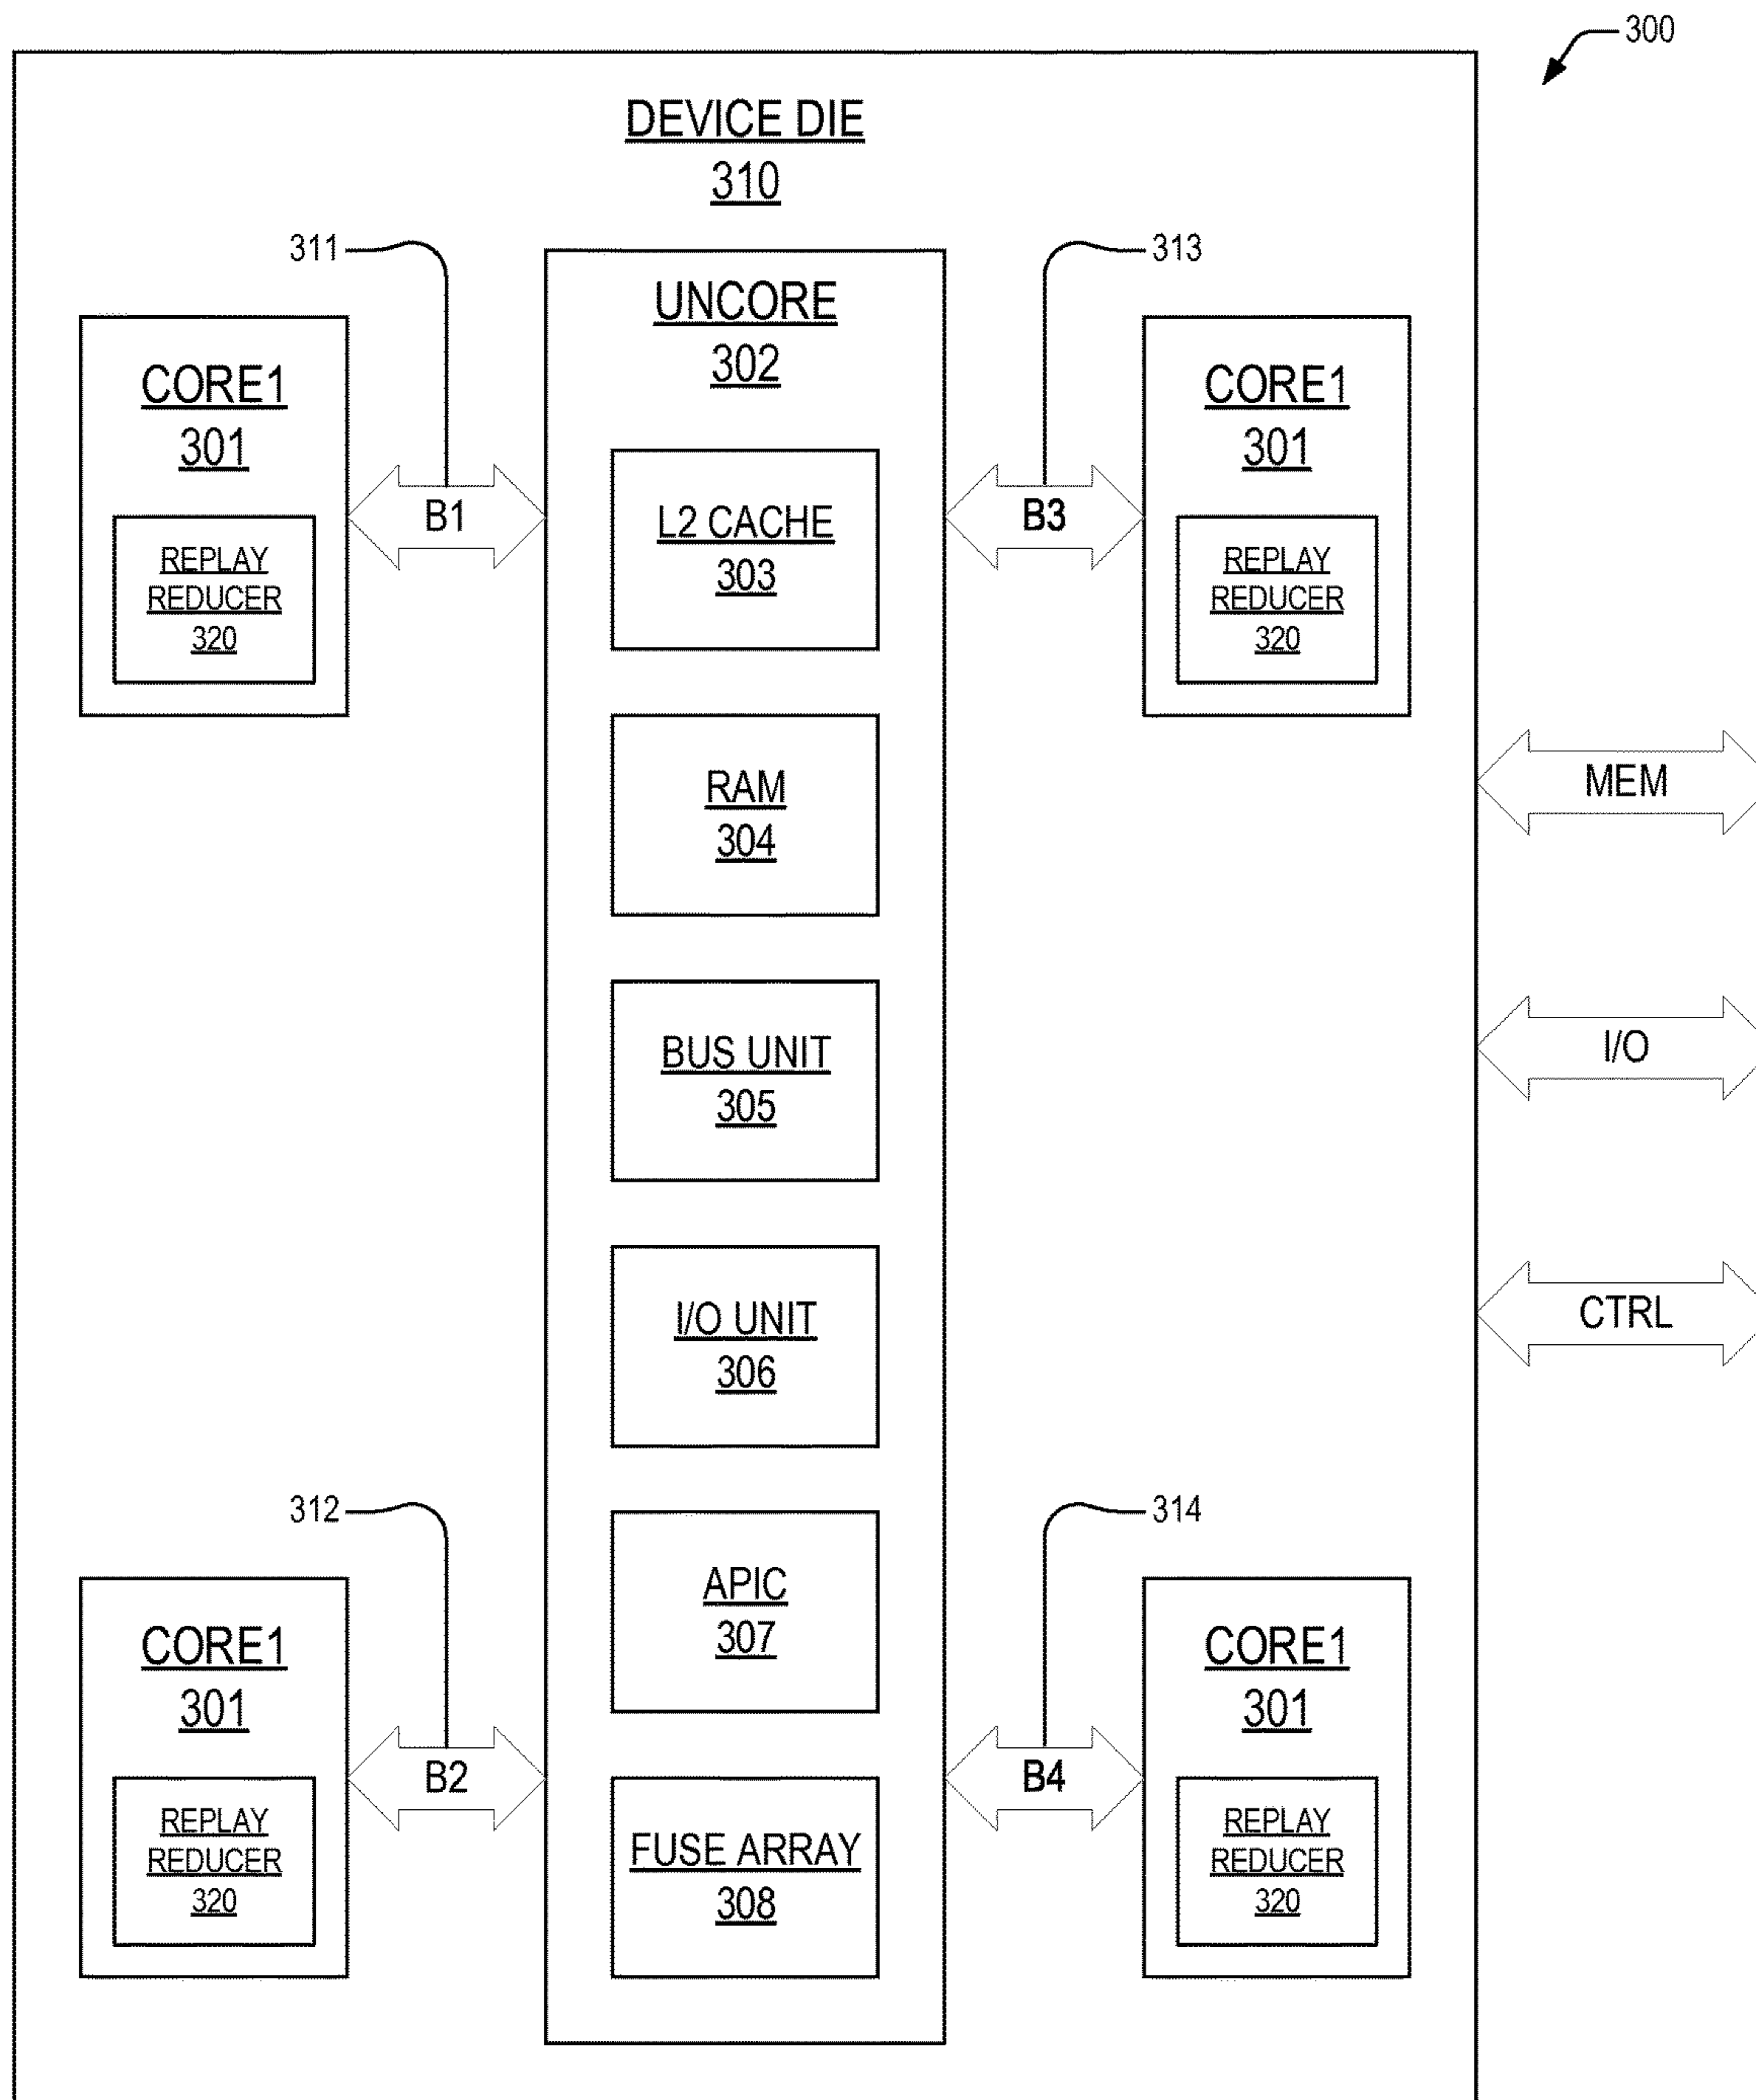 300
DEVICE DIE
310
311
313
UNCORE
302
CORE1
301
REPLAY
REDUCER
320
B1
L2 CACHE
303
B3
CORE1
301
REPLAY
REDUCER
320
RAM
304
MEM
BUS UNIT
305
I/O
I/O UNIT
306
CTRL
312
314
APIC
307
CORE1
301
REPLAY
REDUCER
320
B2
FUSE ARRAY
308
B4
CORE1
301
REPLAY
REDUCER
320